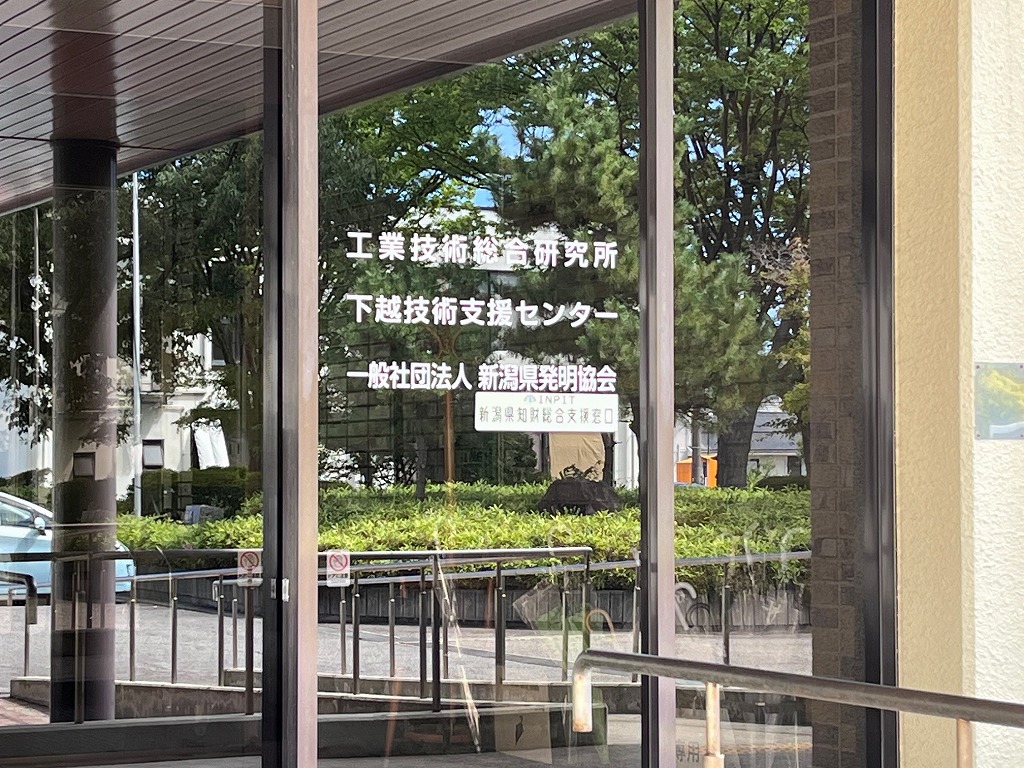 工業技術総合研究所
下越技術支援センター
一般社団法人 新潟県発明協会
INPIT
新潟県知財総合支援窓口
専用